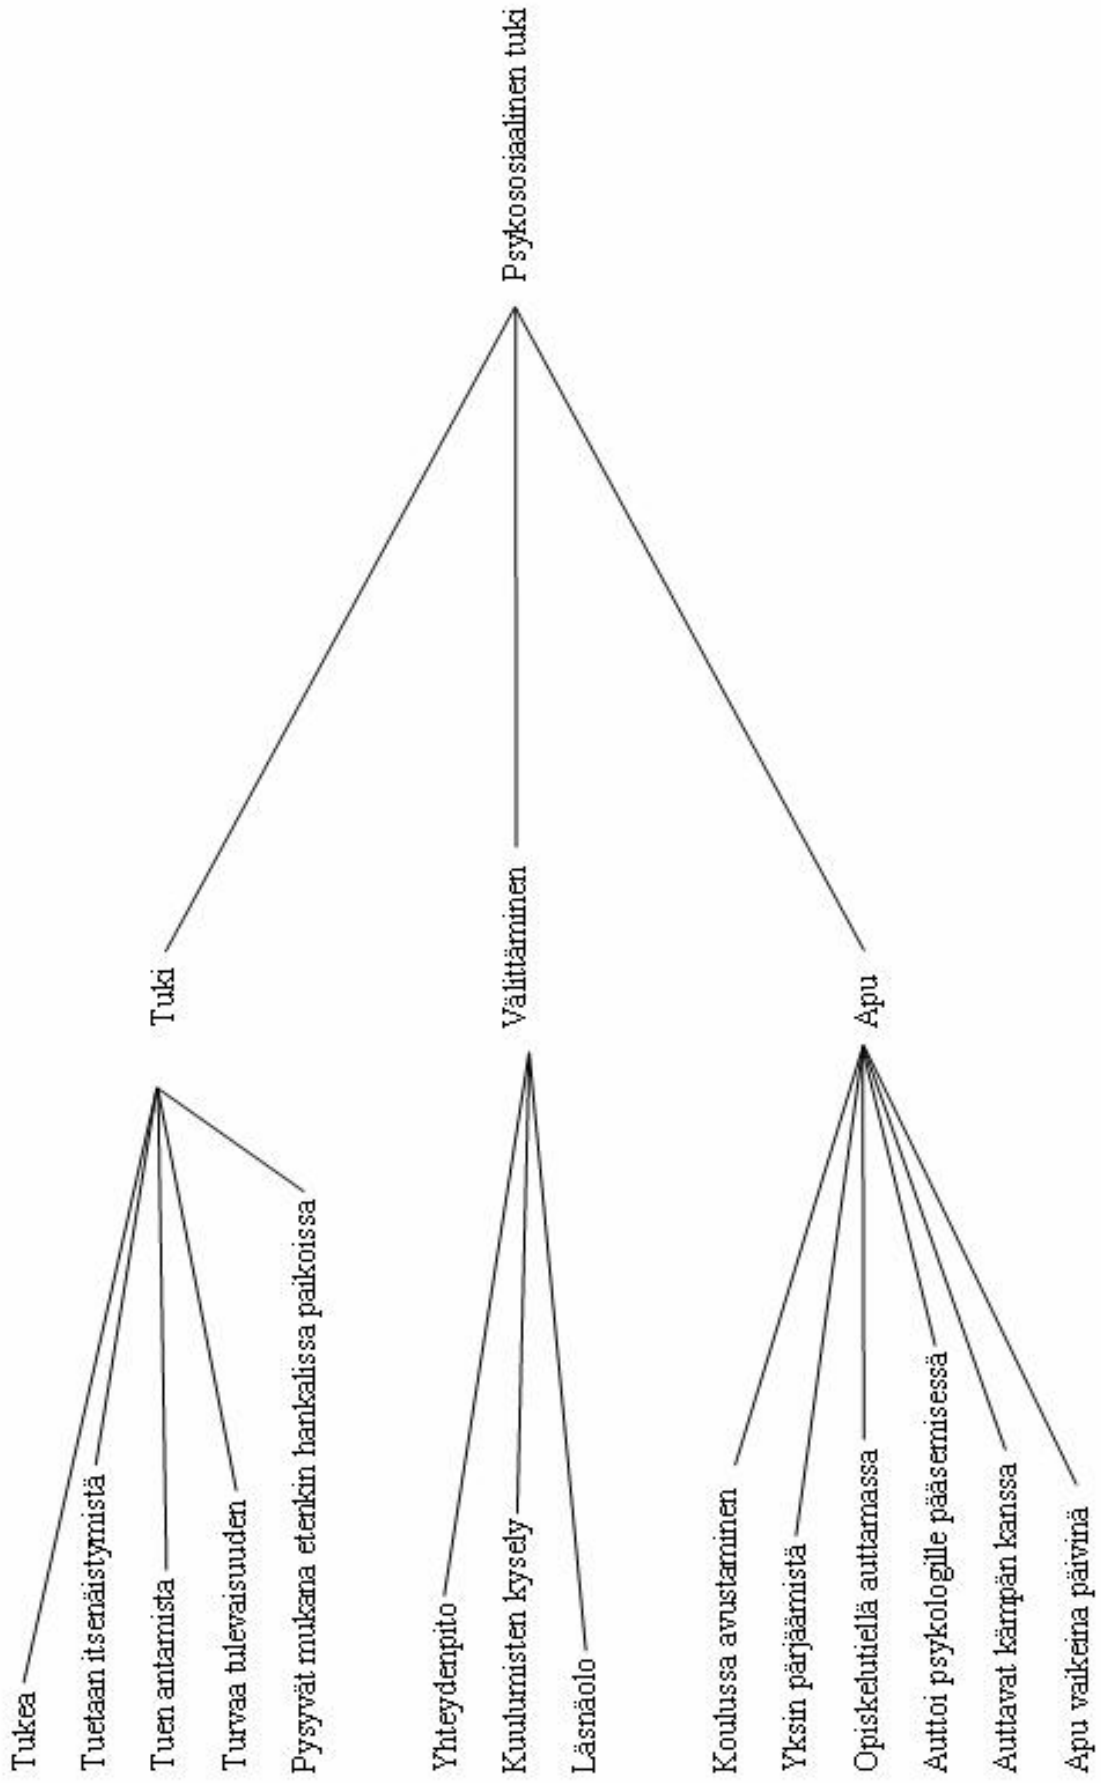 Tukea
Tuetaan itsenäistymistä
Tuen antamista
Turvaa tulevaisuuden
Pysyvät mukana etenkin hankalissa paikoissa
Yhteydenpito
Kuulumisten kysely
Läsnäolo
Koulussa avustaminen
Yksin pärjäämistä
Opiskelutiellä auttamassa
Auttoi psykologille pääsemisessä
Auttavat kämpän kanssa
Apu vaikeina päivinä
Tuki
Välittäminen
Apu
Psykososiaalinen tuki